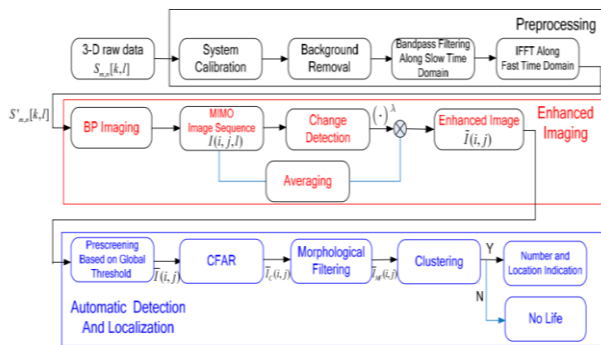 Preprocessing
3-D raw data
S_{m,n}[k,l]
System
Calibration
Background
Removal
Bandpass Filtering
Along Slow Time
Domain
IFFT Along
Fast Time Domain
S'_{m,n}[k,l]
BP Imaging
MIMO
Image Sequence
I(i,j,l)
Change
Detection
(·)^λ
⊗
Enhanced Image
Ĩ(i,j)
Enhanced
Imaging
Averaging
Prescreening
Based on Global
Threshold
Ĩ(i,j)
CFAR
Ĩ_C(i,j)
Morphological
Filtering
Ĩ_M(i,j)
Clustering
Y
Number and
Location Indication
N
No Life
Automatic Detection
And Localization